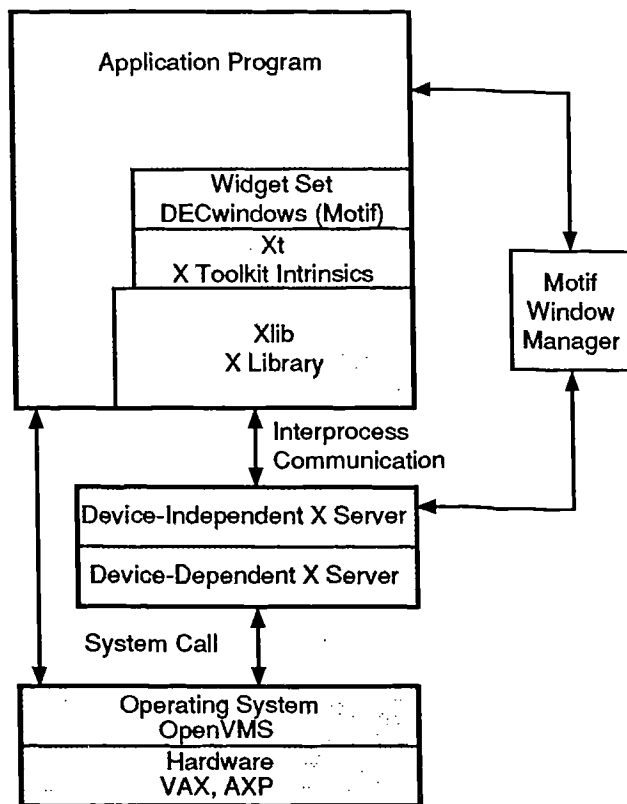 Application Program
Widget Set
DECwindows (Motif)
Xt
X Toolkit Intrinsics
Motif
Window
Manager
Xlib
X Library
Interprocess
Communication
Device-Independent X Server
Device-Dependent X Server
System Call
Operating System
OpenVMS
Hardware
VAX, AXP